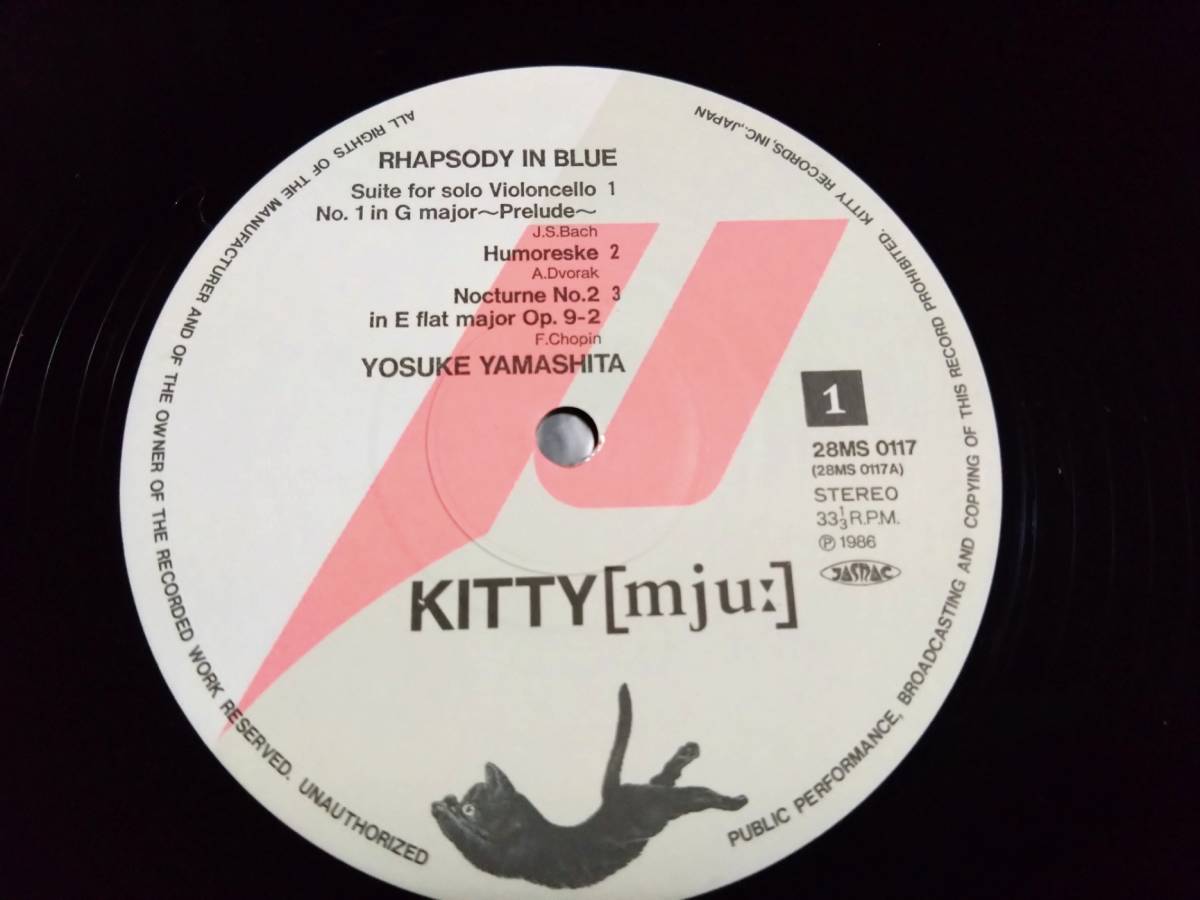 RHAPSODY IN BLUE
Suite for solo Violoncello 1
No. 1 in G major~Prelude~
J.S.Bach
Humoreske 2
A.Dvorak
Nocturne No.2 3
in E flat major Op. 9-2
F.Chopin
YOSUKE YAMASHITA
1
28MS 0117
(28MS 0117A)
STEREO
33⅓ R.P.M.
Ⓟ 1986
JASRAC
KITTY[mju:]
ALL RIGHTS OF THE MANUFACTURER AND OF THE OWNER OF THE RECORDED WORK RESERVED. UNAUTHORIZED
PUBLIC PERFORMANCE, BROADCASTING AND COPYING OF THIS RECORD PROHIBITED. KITTY RECORDS, INC., JAPAN